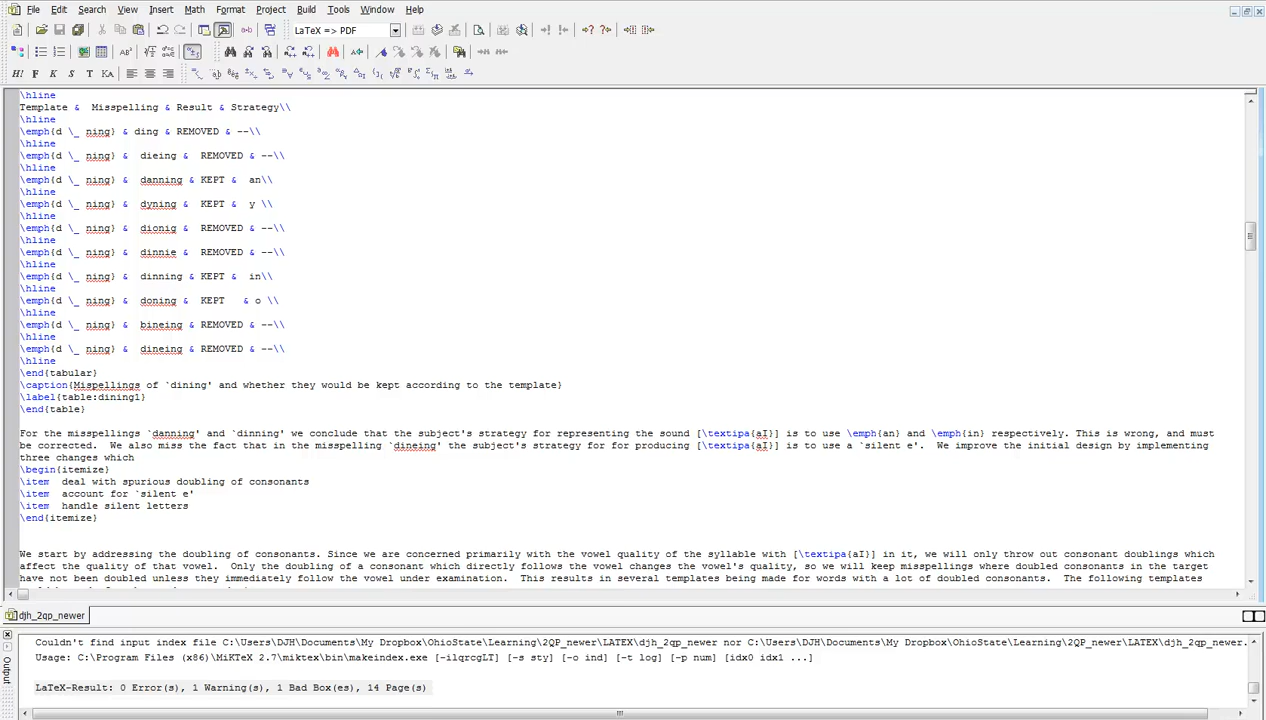 File Edit Search View Insert Math Format Project Build Tools Window Help
LaTeX => PDF
H! F K S T KA
\hline
Template & Misspelling & Result & Strategy\\
\hline
\emph{d \_ ning} & ding & REMOVED & --\\
\hline
\emph{d \_ ning} & dieing & REMOVED & --\\
\hline
\emph{d \_ ning} & danning & KEPT & an\\
\hline
\emph{d \_ ning} & dyning & KEPT & y \\
\hline
\emph{d \_ ning} & dionig & REMOVED & --\\
\hline
\emph{d \_ ning} & dinnie & REMOVED & --\\
\hline
\emph{d \_ ning} & dinning & KEPT & in\\
\hline
\emph{d \_ ning} & doning & KEPT & o \\
\hline
\emph{d \_ ning} & bineing & REMOVED & --\\
\hline
\emph{d \_ ning} & dineing & REMOVED & --\\
\hline
\end{tabular}
\caption{Mispellings of `dining' and whether they would be kept according to the template}
\label{table:dining1}
\end{table}
For the misspellings `danning' and `dinning' we conclude that the subject's strategy for representing the sound [\textipa{aI}] is to use \emph{an} and \emph{in} respectively. This is wrong, and must
be corrected. We also miss the fact that in the misspelling `dineing' the subject's strategy for for producing [\textipa{aI}] is to use a `silent e'. We improve the initial design by implementing
three changes which
\begin{itemize}
\item deal with spurious doubling of consonants
\item account for `silent e'
\item handle silent letters
\end{itemize}
We start by addressing the doubling of consonants. Since we are concerned primarily with the vowel quality of the syllable with [\textipa{aI}] in it, we will only throw out consonant doublings which
affect the quality of that vowel. Only the doubling of a consonant which directly follows the vowel changes the vowel's quality, so we will keep misspellings where doubled consonants in the target
have not been doubled unless they immediately follow the vowel under examination. This results in several templates being made for words with a lot of doubled consonants. The following templates
djh_2qp_newer
Couldn't find input index file C:\Users\DJH\Documents\My Dropbox\OhioState\Learning\2QP_newer\LATEX\djh_2qp_newer nor C:\Users\DJH\Documents\My Dropbox\OhioState\Learning\2QP_newer\LATEX\djh_2qp_newer.
Usage: C:\Program Files (x86)\MiKTeX 2.7\miktex\bin\makeindex.exe [-ilqrcgLT] [-s sty] [-o ind] [-t log] [-p num] [idx0 idx1 ...]
LaTeX-Result: 0 Error(s), 1 Warning(s), 1 Bad Box(es), 14 Page(s)
Output